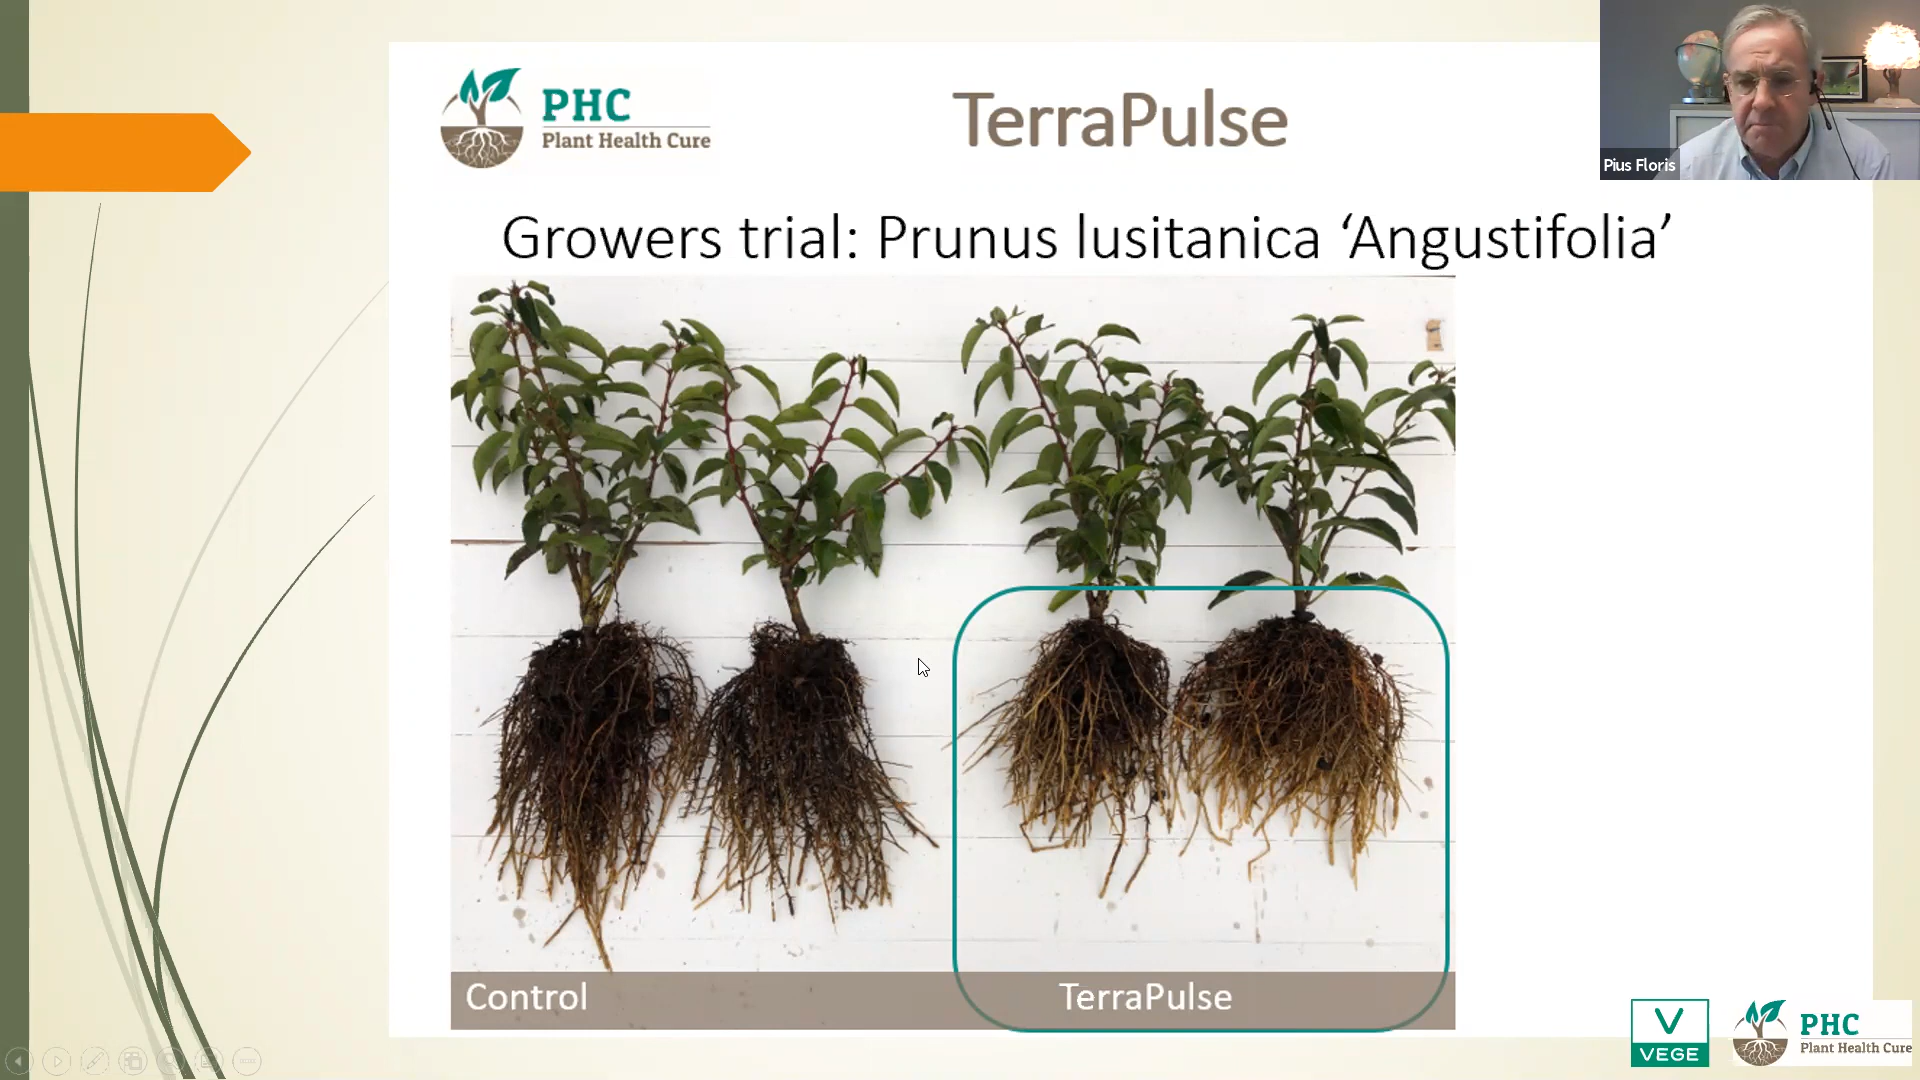 PHC
Plant Health Cure
TerraPulse
Pius Floris
Growers trial: Prunus lusitanica ‘Angustifolia’
Control
TerraPulse
V
VEGE
PHC
Plant Health Cure